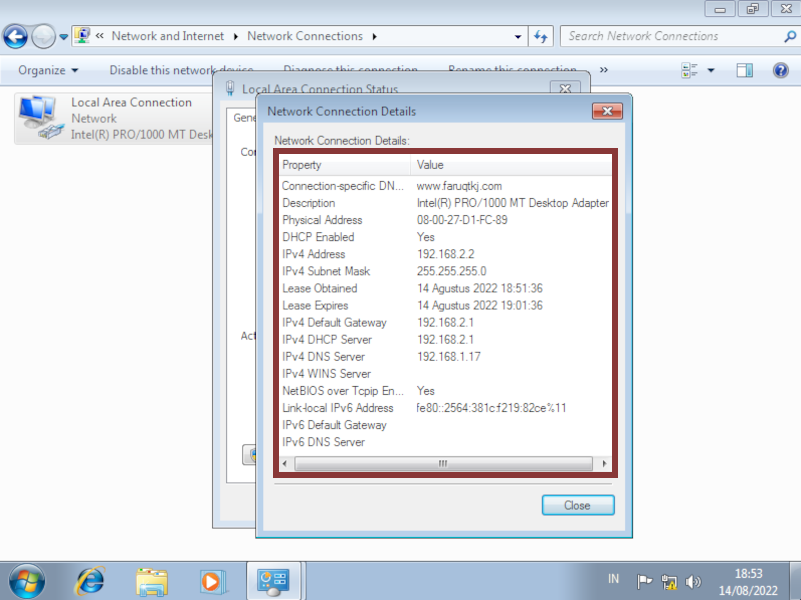 « Network and Internet ▸ Network Connections ▸
Search Network Connections
Organize ▾ Disable this network device Diagnose this connection Rename this connection »
Local Area Connection
Network
Intel(R) PRO/1000 MT Desk
Local Area Connection Status
Gene
Cor
Act
Network Connection Details
Network Connection Details:
Property Value
Connection-specific DN... www.faruqtkj.com
Description Intel(R) PRO/1000 MT Desktop Adapter
Physical Address 08-00-27-D1-FC-89
DHCP Enabled Yes
IPv4 Address 192.168.2.2
IPv4 Subnet Mask 255.255.255.0
Lease Obtained 14 Agustus 2022 18:51:36
Lease Expires 14 Agustus 2022 19:01:36
IPv4 Default Gateway 192.168.2.1
IPv4 DHCP Server 192.168.2.1
IPv4 DNS Server 192.168.1.17
IPv4 WINS Server
NetBIOS over Tcpip En... Yes
Link-local IPv6 Address fe80::2564:381c:f219:82ce%11
IPv6 Default Gateway
IPv6 DNS Server
Close
IN
18:53
14/08/2022